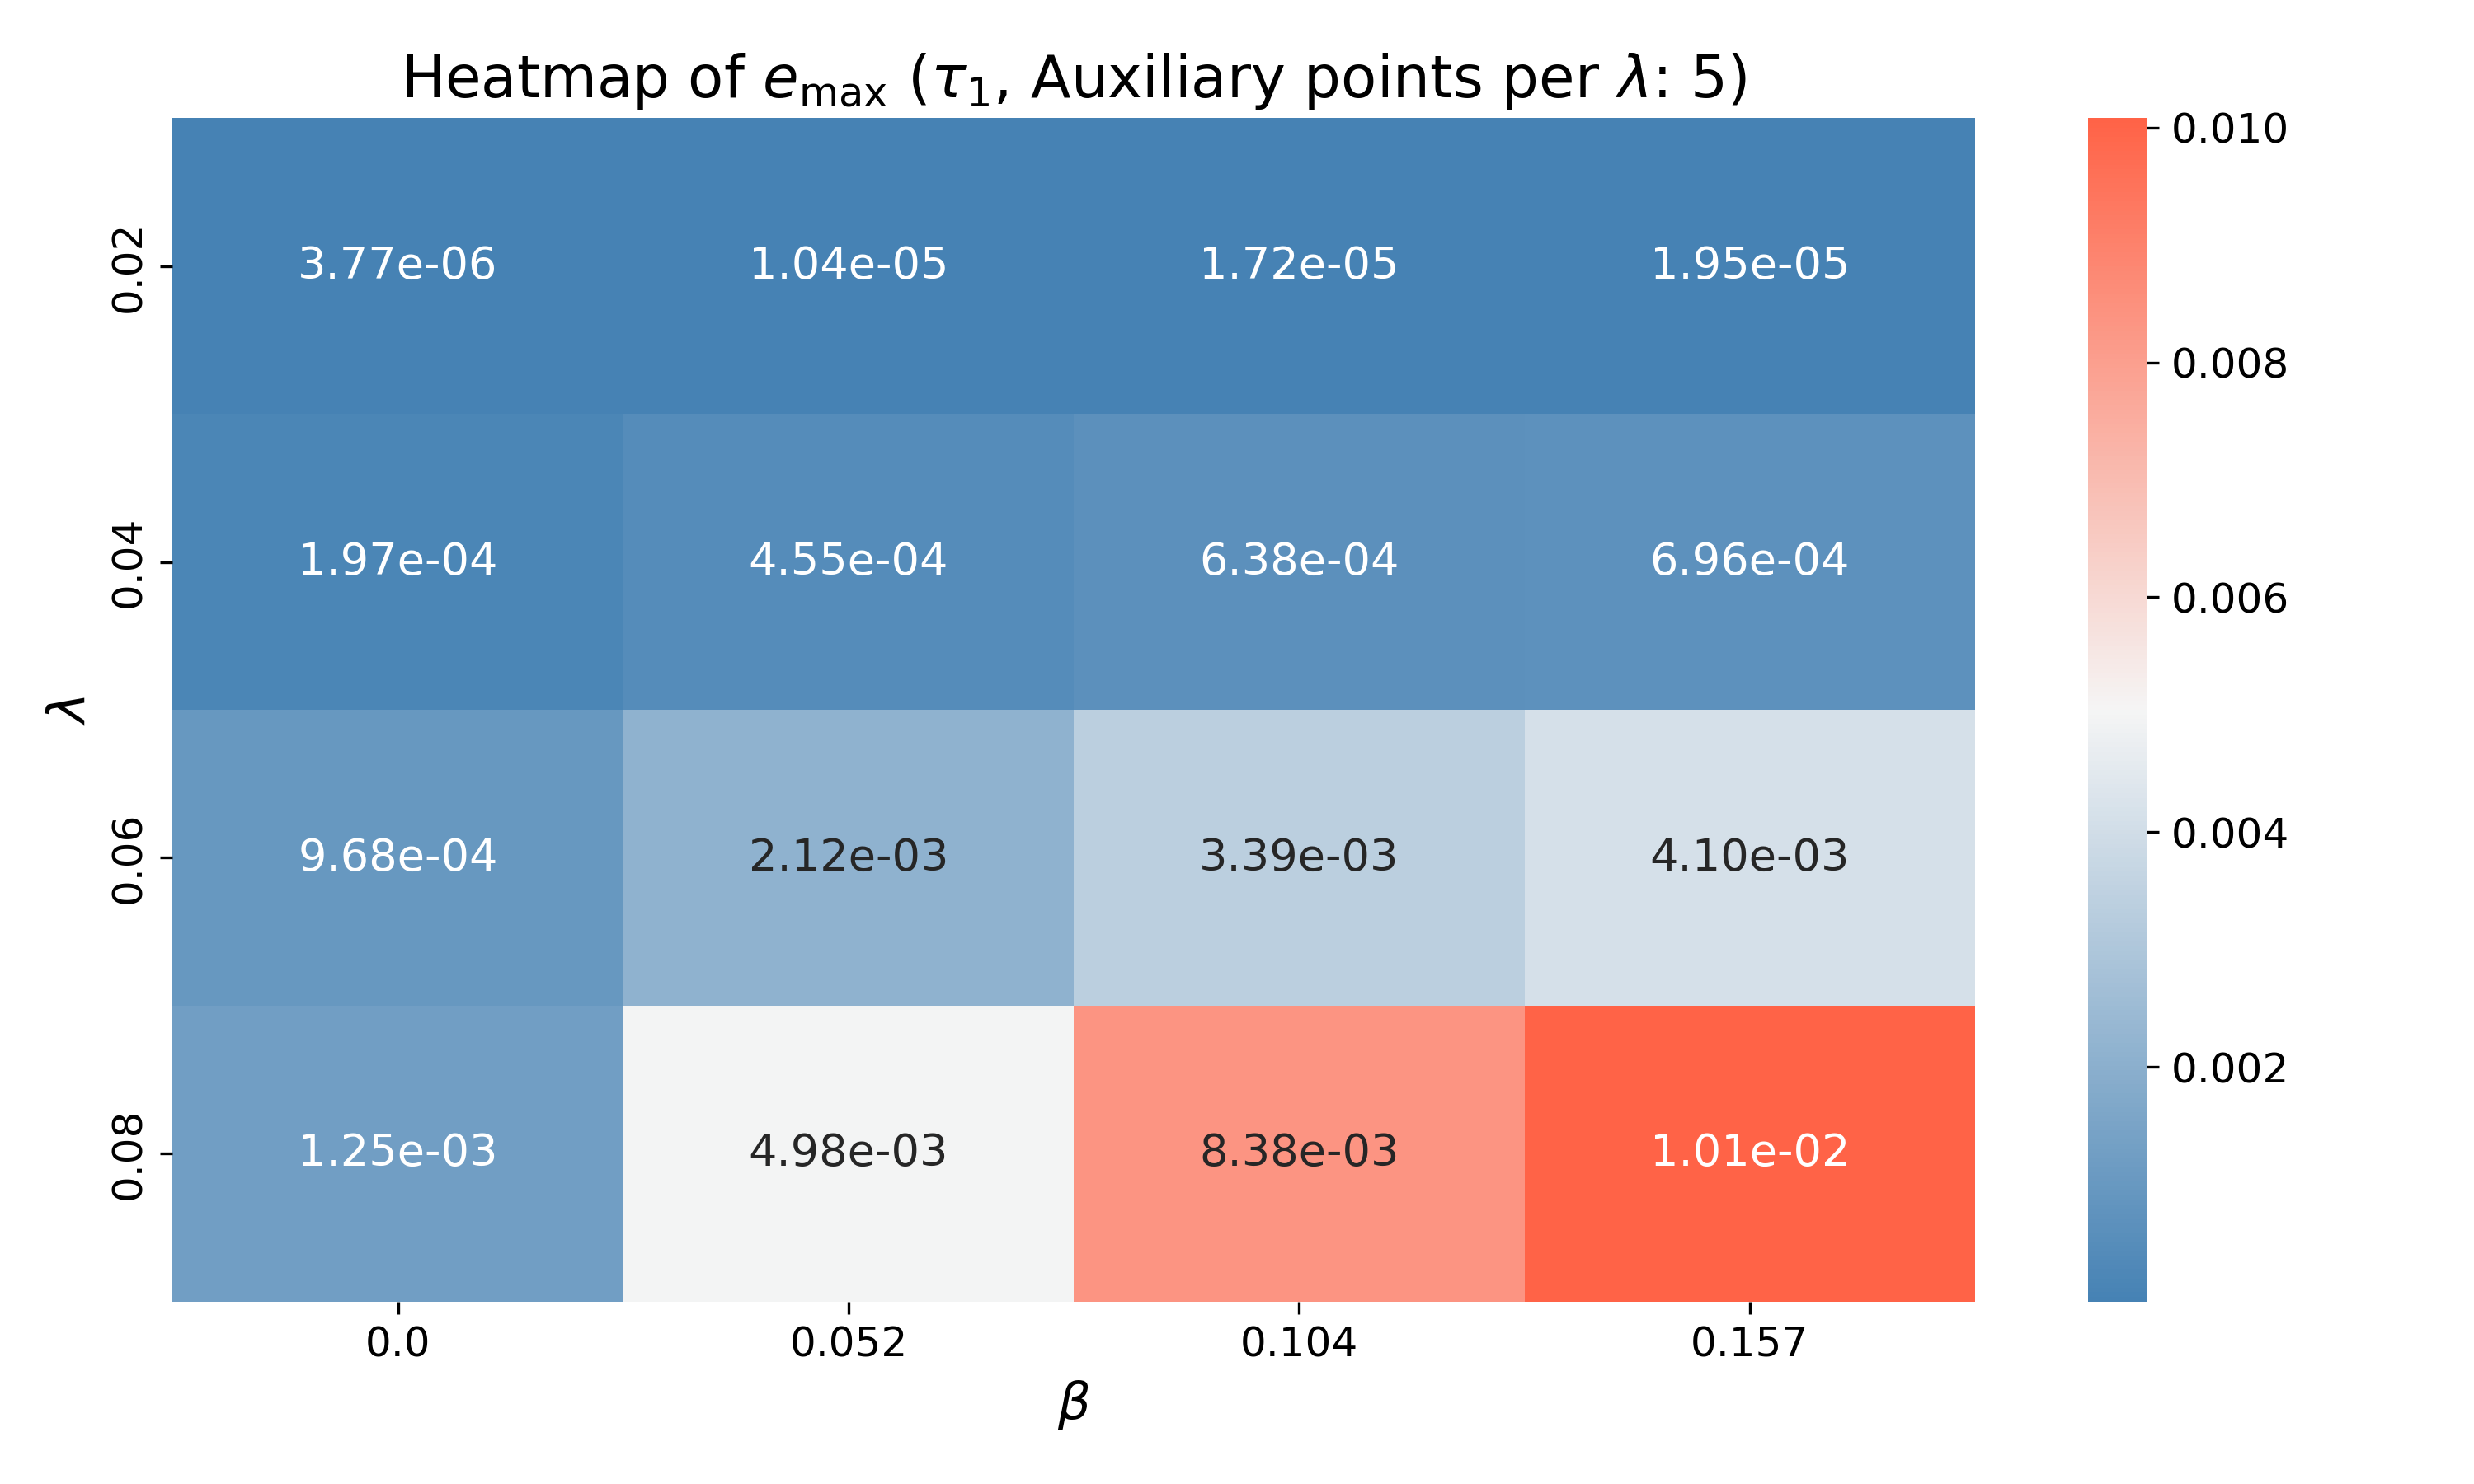 Heatmap of e_max (τ₁, Auxiliary points per λ: 5)
0.010
0.02 3.77e-06 1.04e-05 1.72e-05 1.95e-05
0.008
0.04 1.97e-04 4.55e-04 6.38e-04 6.96e-04
0.006
λ
0.06 9.68e-04 2.12e-03 3.39e-03 4.10e-03
0.004
0.002
0.08 1.25e-03 4.98e-03 8.38e-03 1.01e-02
0.0 0.052 0.104 0.157
β